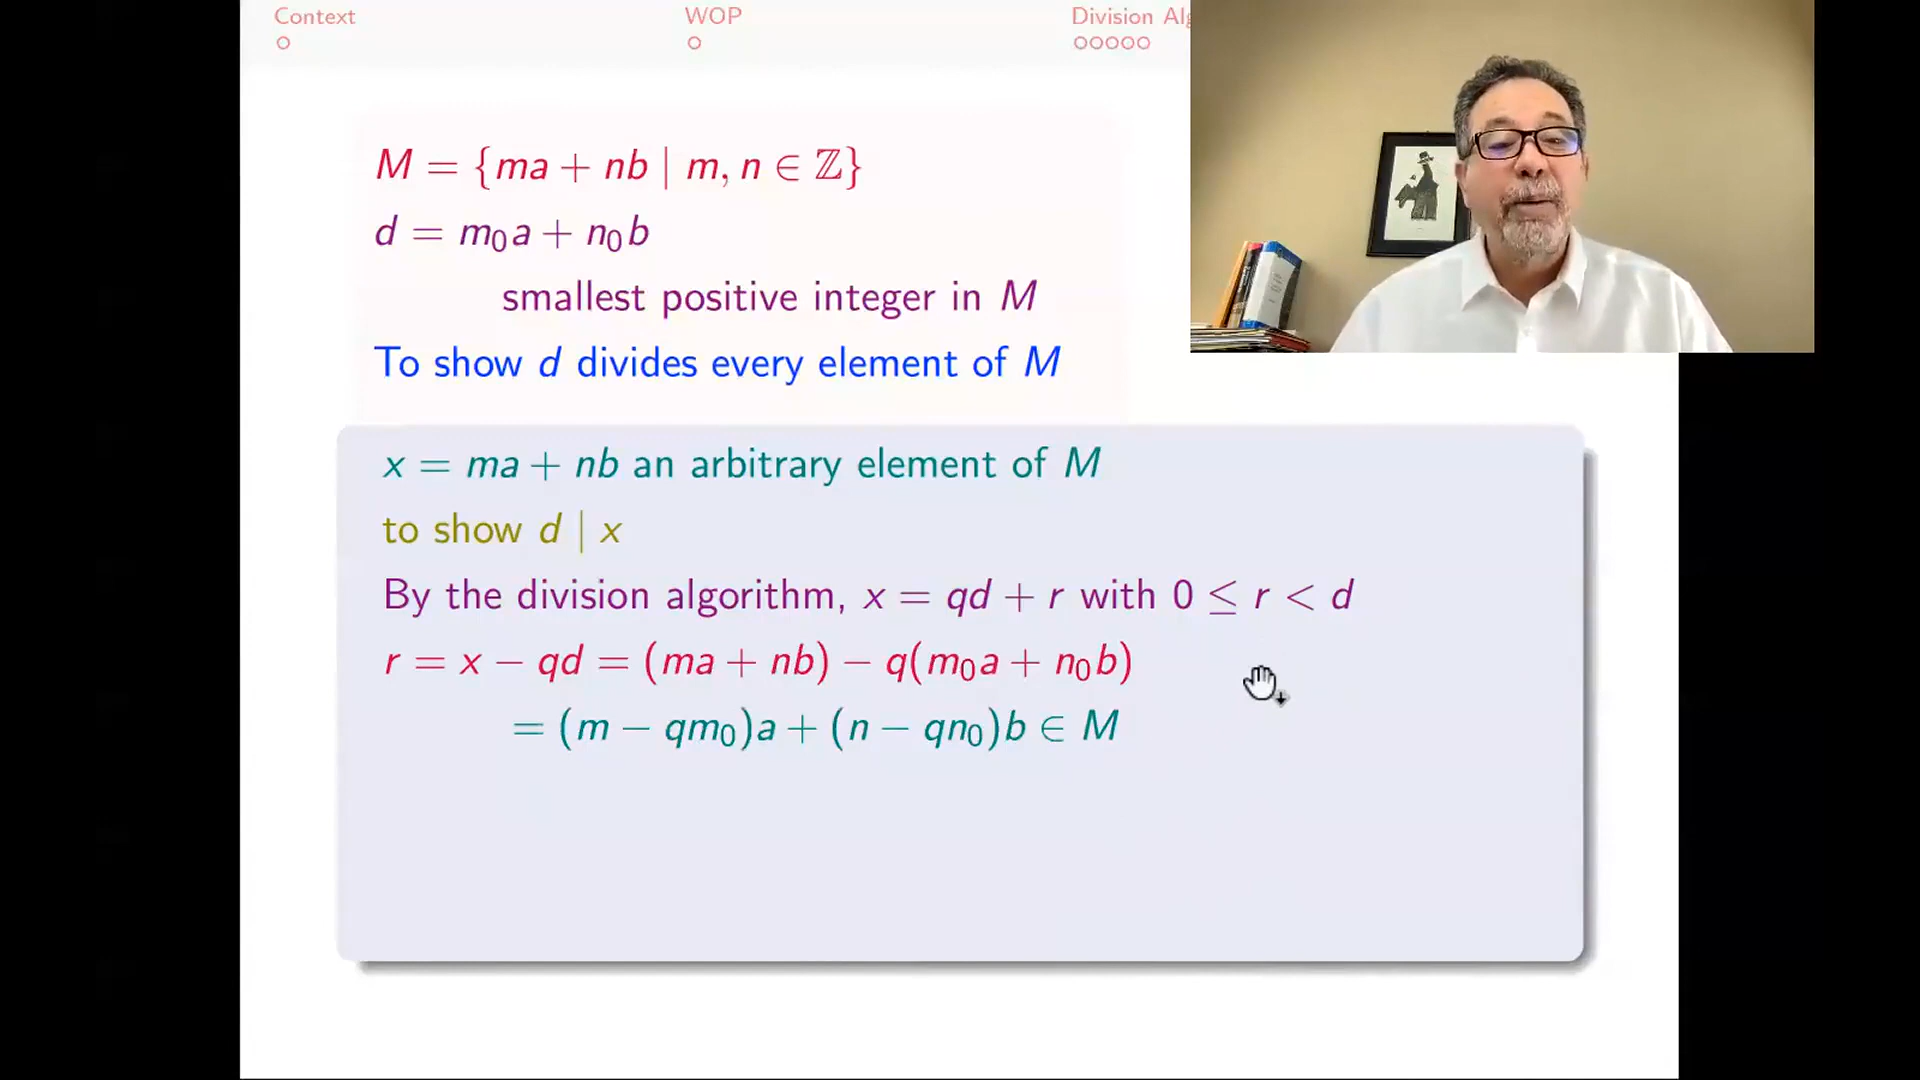 Context WOP Division Alg
M = {ma + nb | m, n ∈ ℤ}
d = m₀a + n₀b
smallest positive integer in M
To show d divides every element of M
x = ma + nb an arbitrary element of M
to show d | x
By the division algorithm, x = qd + r with 0 ≤ r < d
r = x − qd = (ma + nb) − q(m₀a + n₀b)
= (m − qm₀)a + (n − qn₀)b ∈ M